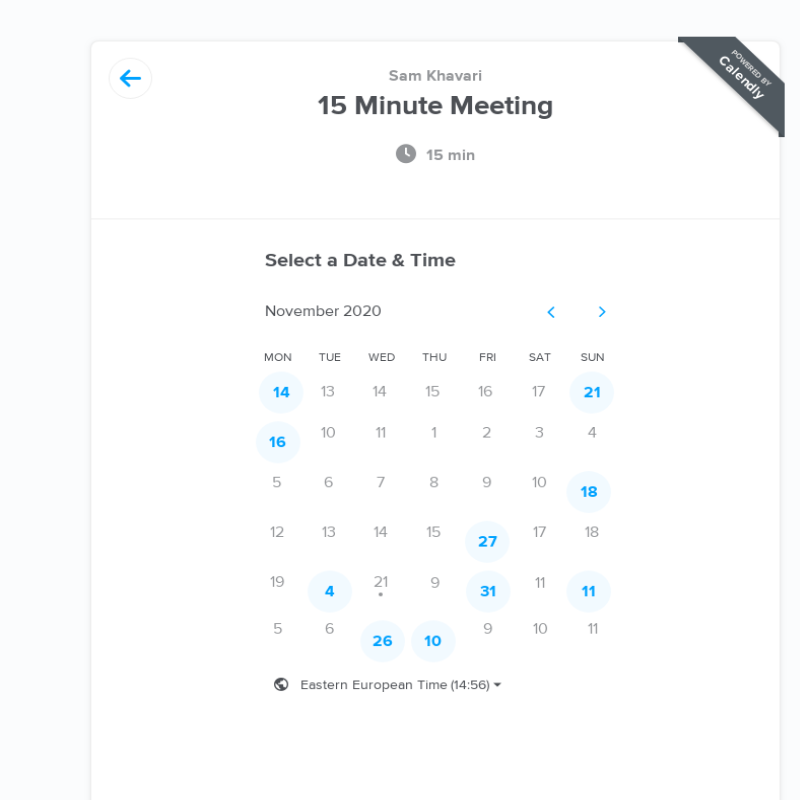 POWERED BY
Calendly
Sam Khavari
15 Minute Meeting
15 min
Select a Date & Time
November 2020
MON TUE WED THU FRI SAT SUN
14 13 14 15 16 17 21
16 10 11 1 2 3 4
5 6 7 8 9 10 18
12 13 14 15 27 17 18
19 4 21 9 31 11 11
5 6 26 10 9 10 11
Eastern European Time (14:56)